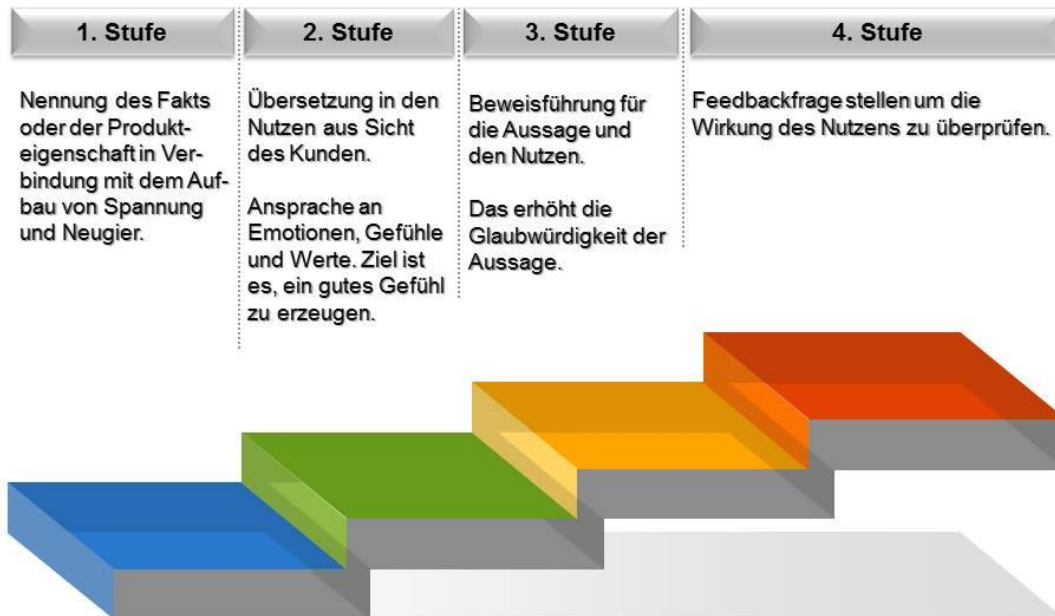 1. Stufe
Nennung des Fakts
oder der Produkt-
eigenschaft in Ver-
bindung mit dem Auf-
bau von Spannung
und Neugier.
2. Stufe
Übersetzung in den
Nutzen aus Sicht
des Kunden.
Ansprache an
Emotionen, Gefühle
und Werte. Ziel ist
es, ein gutes Gefühl
zu erzeugen.
3. Stufe
Beweisführung für
die Aussage und
den Nutzen.
Das erhöht die
Glaubwürdigkeit der
Aussage.
4. Stufe
Feedbackfrage stellen um die
Wirkung des Nutzens zu überprüfen.